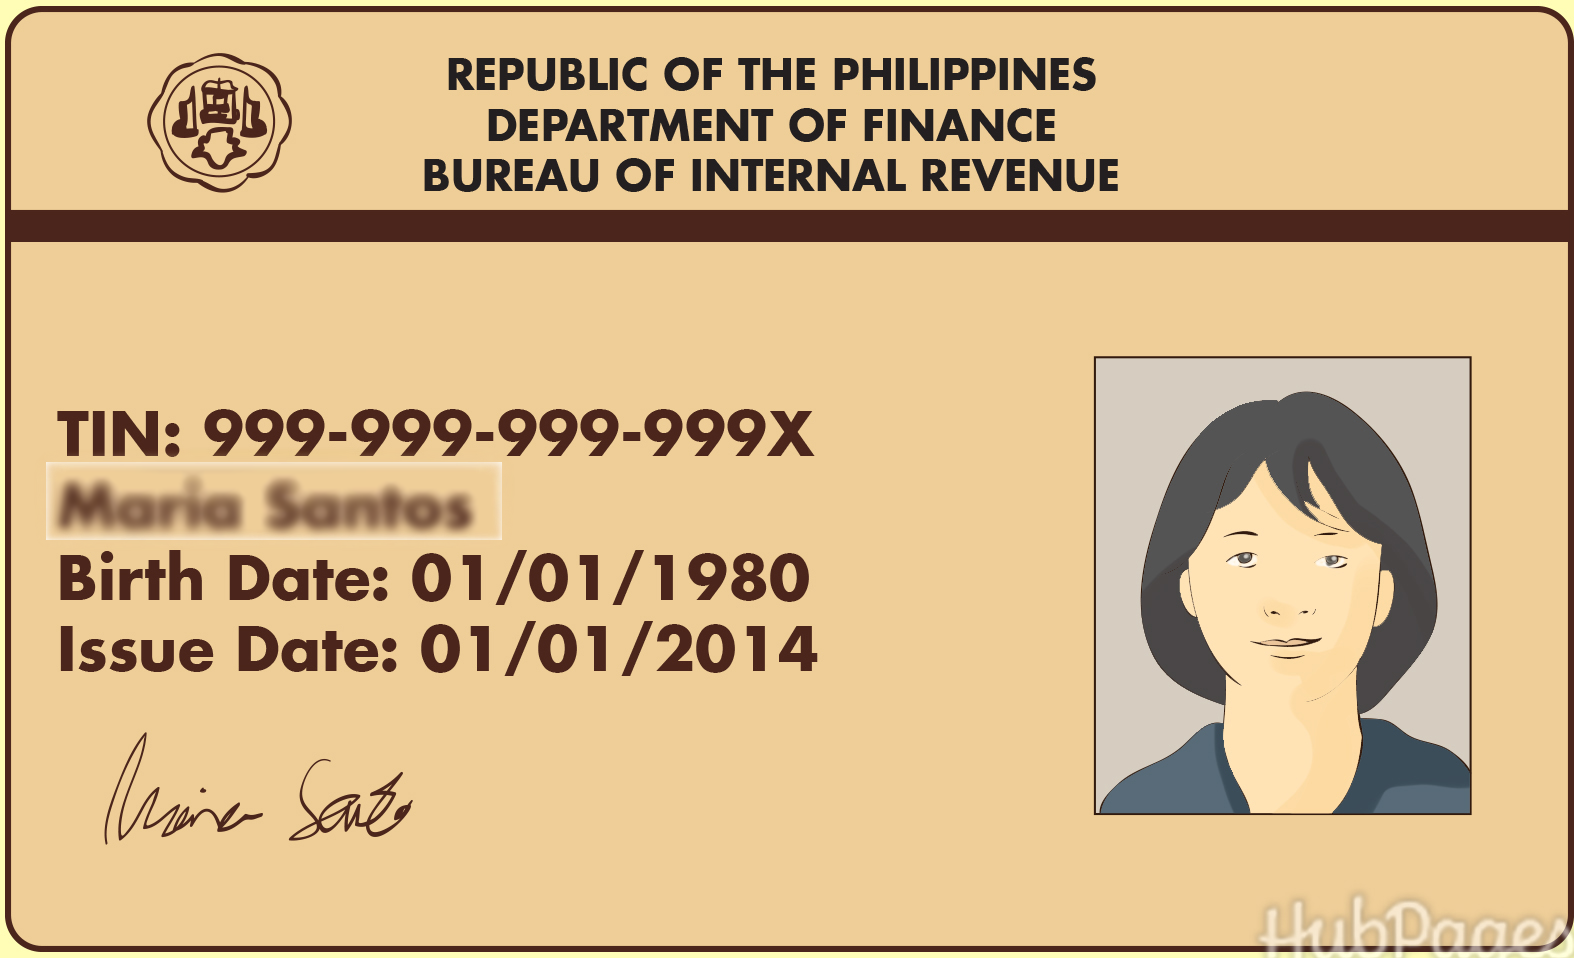 REPUBLIC OF THE PHILIPPINES
DEPARTMENT OF FINANCE
BUREAU OF INTERNAL REVENUE
TIN: 999-999-999-999X
Maria Santos
Birth Date: 01/01/1980
Issue Date: 01/01/2014
Maria Santo
HubPages